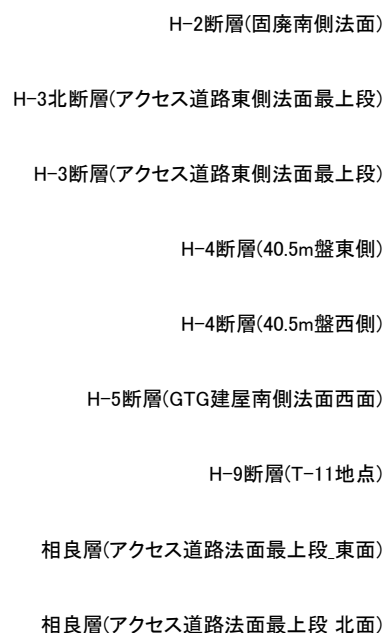 H-2断層(固廃南側法面)
H-3北断層(アクセス道路東側法面最上段)
H-3断層(アクセス道路東側法面最上段)
H-4断層(40.5m盤東側)
H-4断層(40.5m盤西側)
H-5断層(GTG建屋南側法面西面)
H-9断層(T-11地点)
相良層(アクセス道路法面最上段_東面)
相良層(アクセス道路法面最上段_北面)